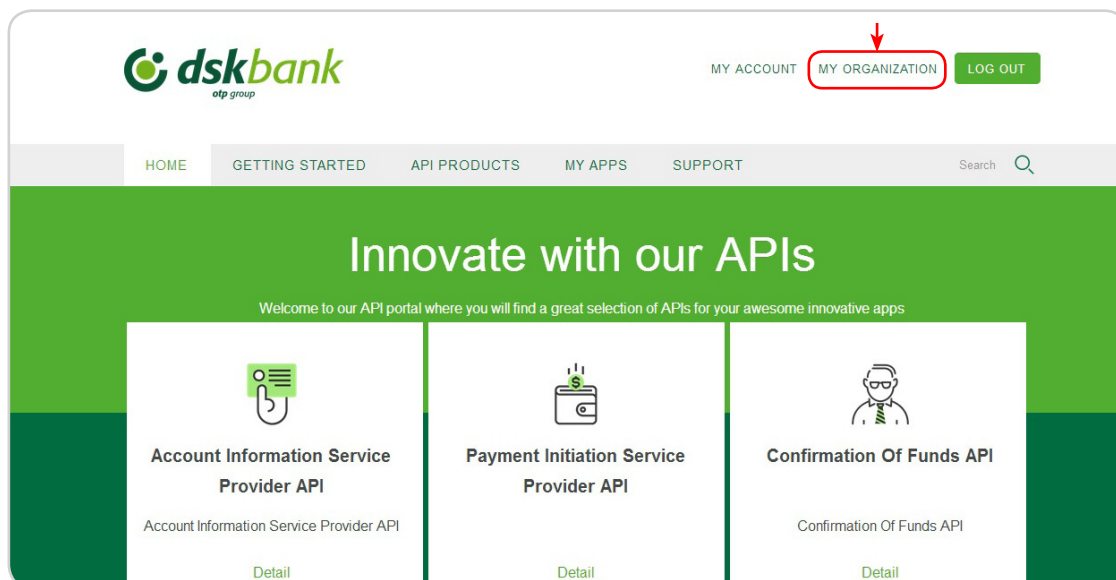 dskbank
otp group
MY ACCOUNT MY ORGANIZATION LOG OUT
HOME GETTING STARTED API PRODUCTS MY APPS SUPPORT Search
Innovate with our APIs
Welcome to our API portal where you will find a great selection of APIs for your awesome innovative apps
$
Account Information Service
Provider API
Account Information Service Provider API
Detail
Payment Initiation Service
Provider API
Detail
Confirmation Of Funds API
Confirmation Of Funds API
Detail